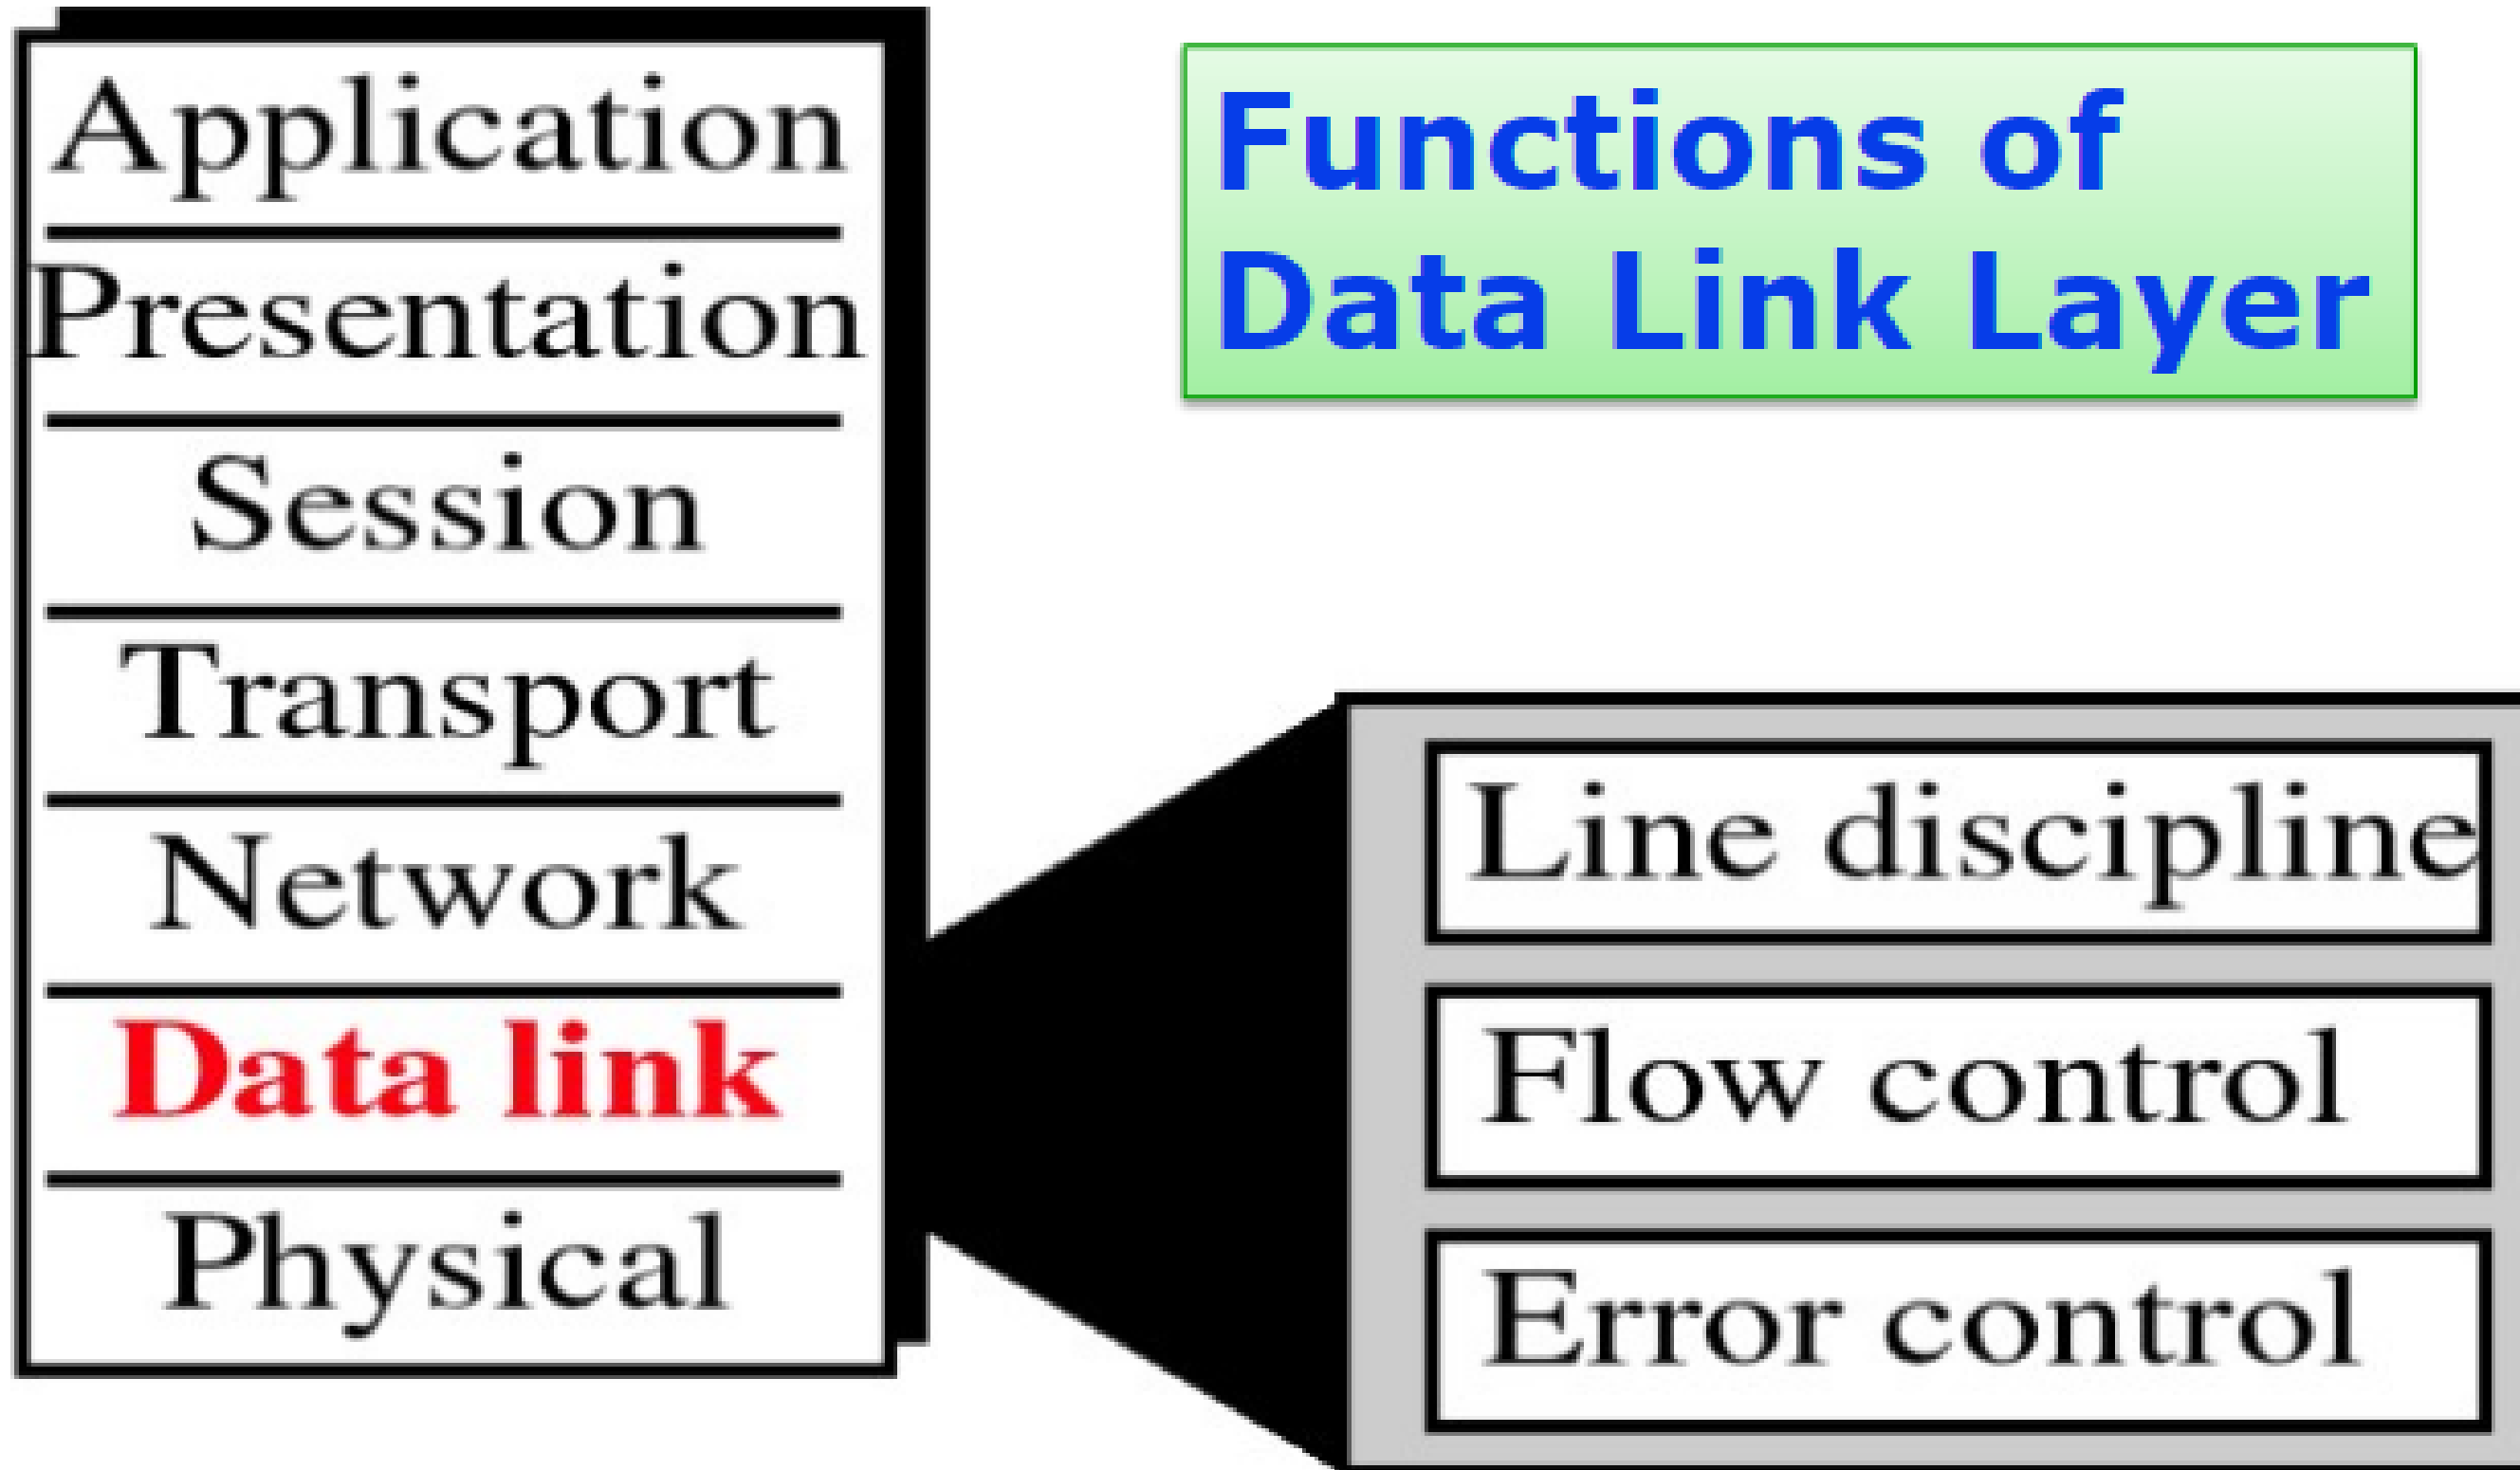 Application
Presentation
Session
Transport
Network
Data link
Physical
Functions of
Data Link Layer
Line discipline
Flow control
Error control